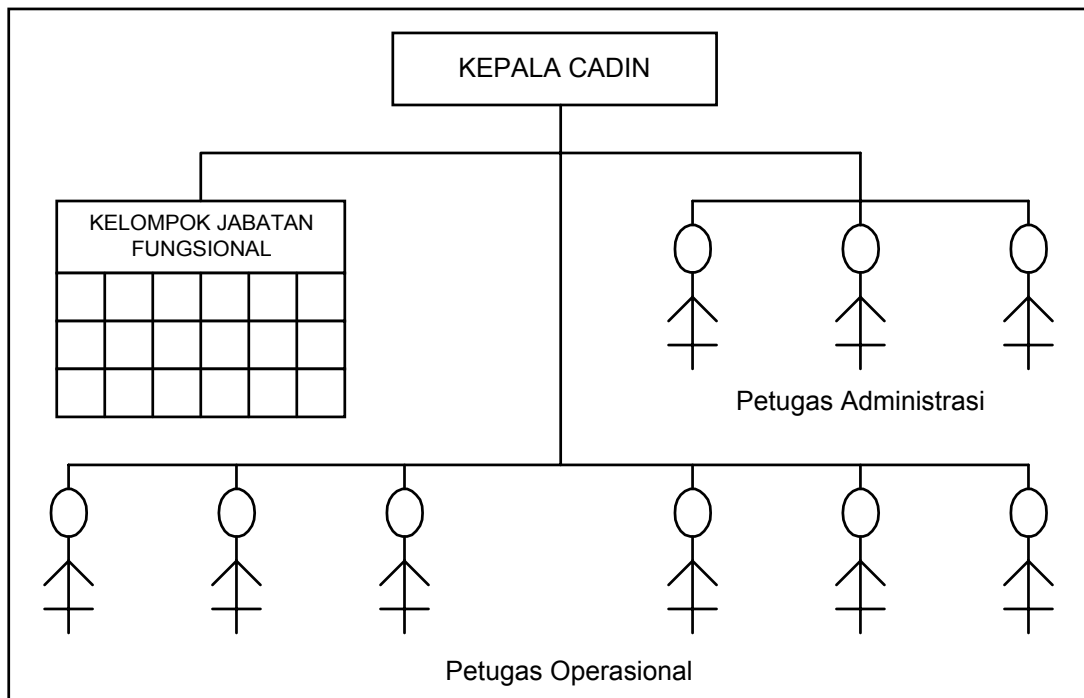 KEPALA CADIN
KELOMPOK JABATAN
FUNGSIONAL
Petugas Administrasi
Petugas Operasional